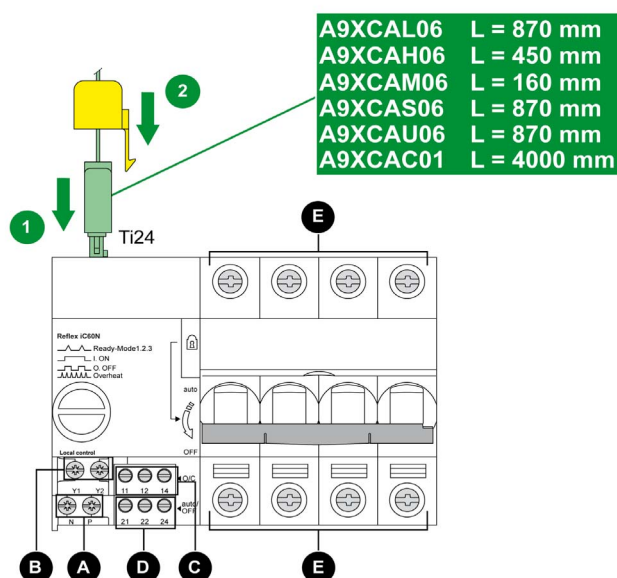 A9XCAL06 L = 870 mm
A9XCAH06 L = 450 mm
A9XCAM06 L = 160 mm
A9XCAS06 L = 870 mm
A9XCAU06 L = 870 mm
A9XCAC01 L = 4000 mm
2
1
Ti24
E
Reflex iC60N
Ready-Mode1.2.3
I. ON
O. OFF
Overheat
auto
OFF
Local control
Y1 Y2
11 12 14
O/C
N P
21 22 24
auto/
OFF
B A D C E